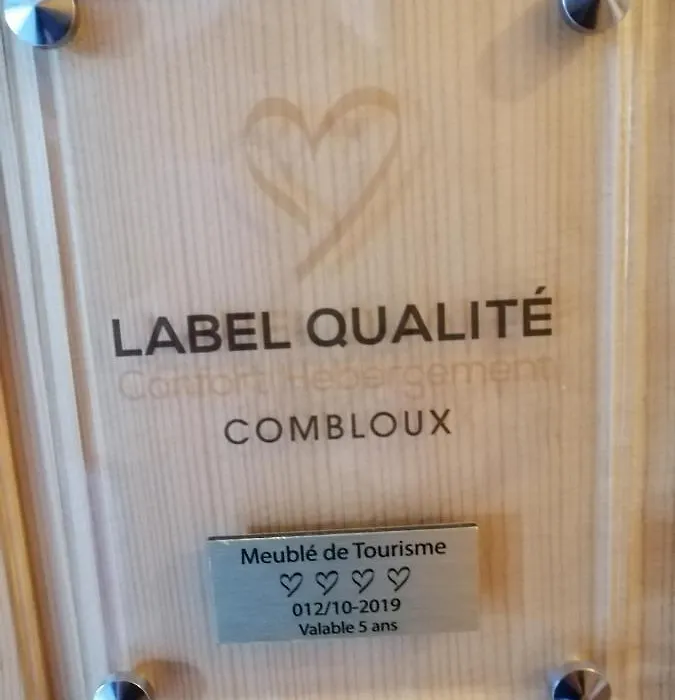 LABEL QUALITÉ
Confort Hébergement
COMBLOUX
Meublé de Tourisme
012/10-2019
Valable 5 ans